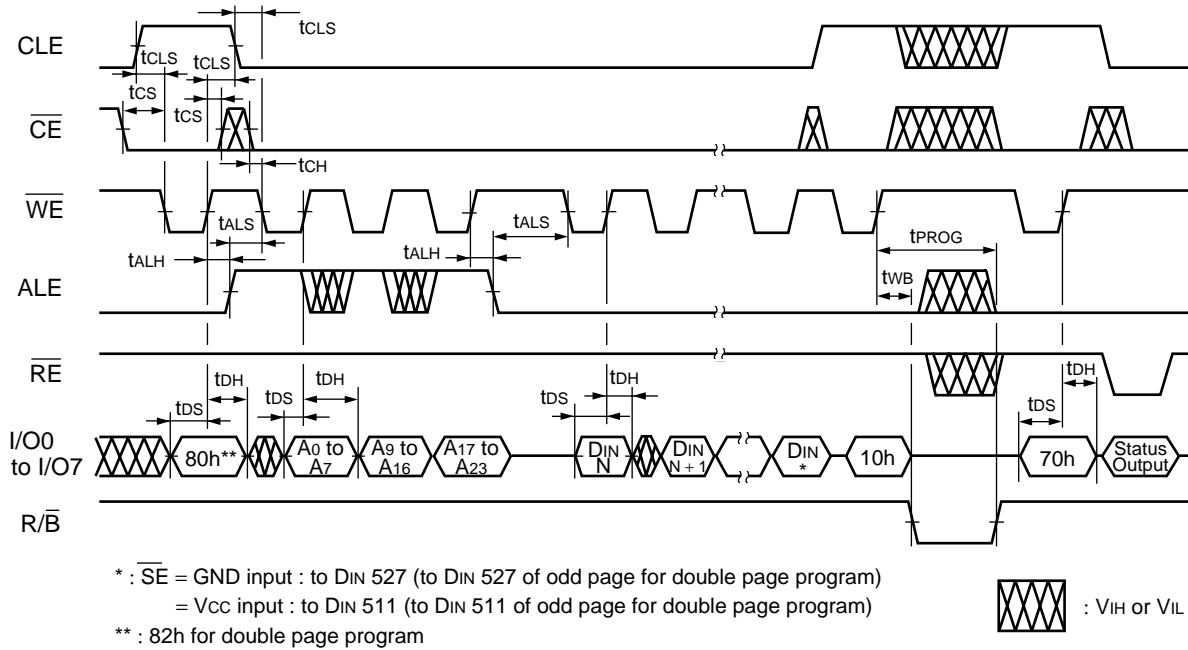 CLE
tCLS
tCLS
tCLS
tCS
tCS
CE
tCH
WE
tALS
tALS
tALH
tALH
tPROG
tWB
ALE
RE
tDH
tDH
tDH
tDH
tDS
tDS
tDS
tDS
I/O0
to I/O7
80h**
A0 to
A7
A9 to
A16
A17 to
A23
DIN
N
DIN
N + 1
DIN
*
10h
70h
Status
Output
R/B
* : SE = GND input : to DIN 527 (to DIN 527 of odd page for double page program)
= VCC input : to DIN 511 (to DIN 511 of odd page for double page program)
** : 82h for double page program
: VIH or VIL